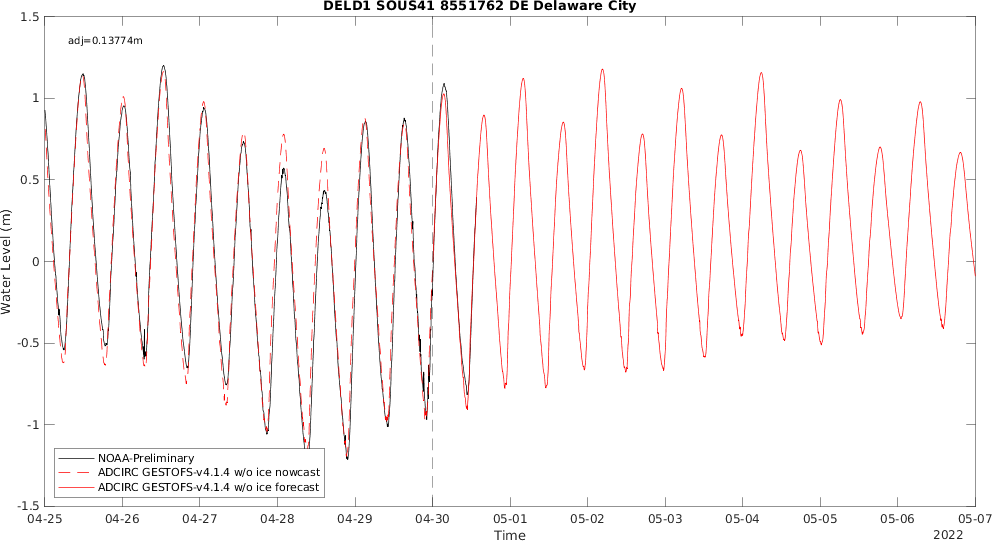 DELD1 SOUS41 8551762 DE Delaware City
1.5
adj=0.13774m
1
0.5
0
-0.5
-1
-1.5
Water Level (m)
NOAA-Preliminary
ADCIRC GESTOFS-v4.1.4 w/o ice nowcast
ADCIRC GESTOFS-v4.1.4 w/o ice forecast
04-25 04-26 04-27 04-28 04-29 04-30 05-01 05-02 05-03 05-04 05-05 05-06 05-07
Time
2022